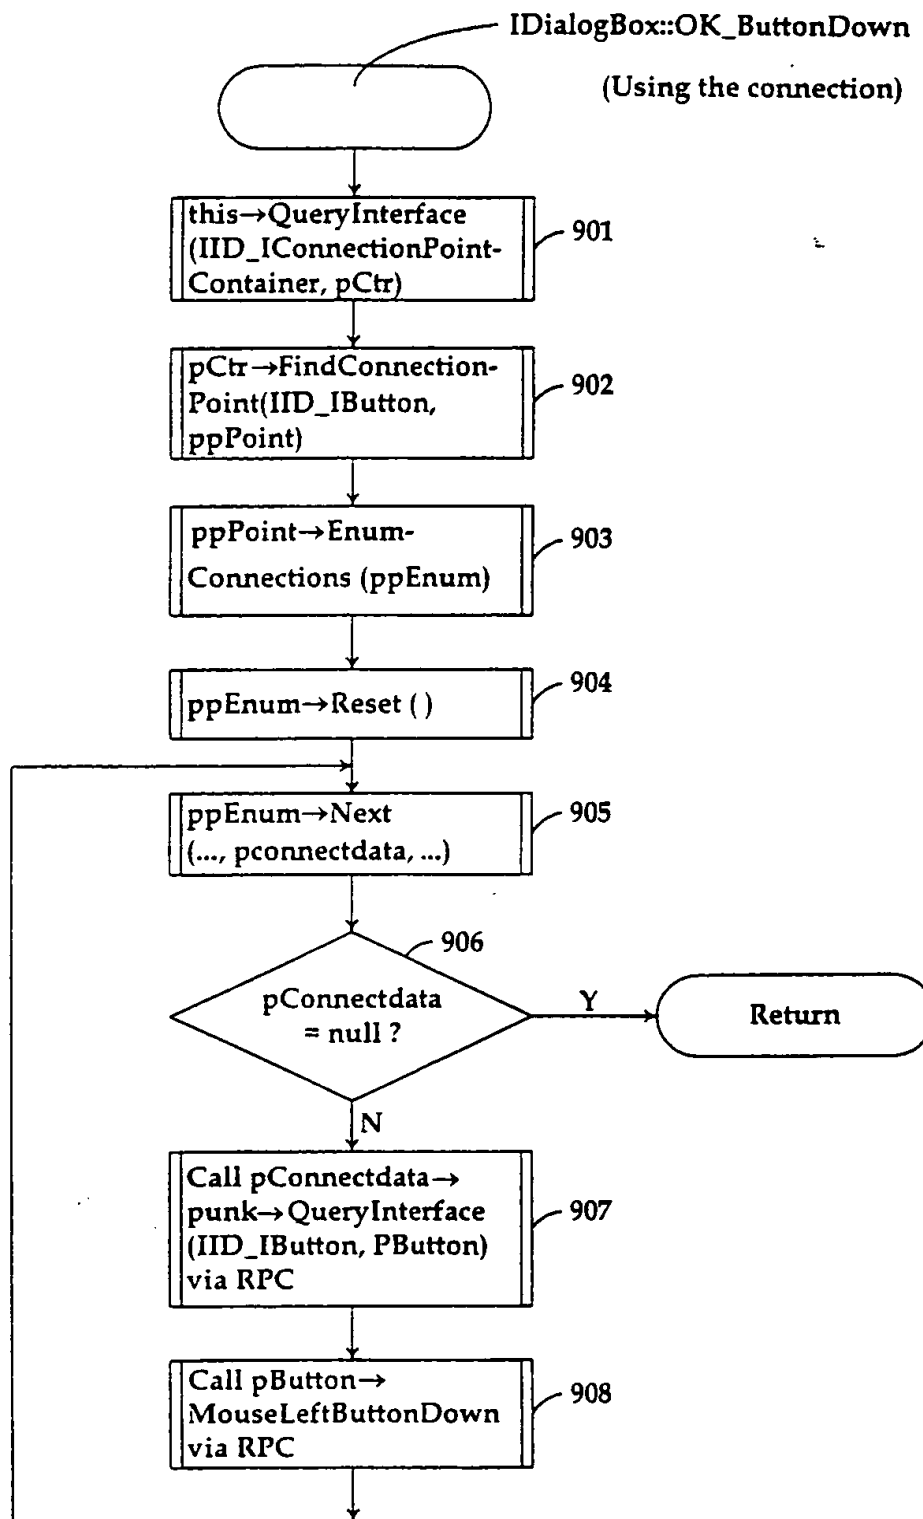 IDialogBox::OK_ButtonDown
(Using the connection)
this→QueryInterface
(IID_IConnectionPoint-
Container, pCtr)
901
pCtr→FindConnection-
Point(IID_IButton,
ppPoint)
902
ppPoint→Enum-
Connections (ppEnum)
903
ppEnum→Reset ( )
904
ppEnum→Next
(..., pconnectdata, ...)
905
906
pConnectdata
= null ?
Y
Return
N
Call pConnectdata→
punk→QueryInterface
(IID_IButton, PButton)
via RPC
907
Call pButton→
MouseLeftButtonDown
via RPC
908